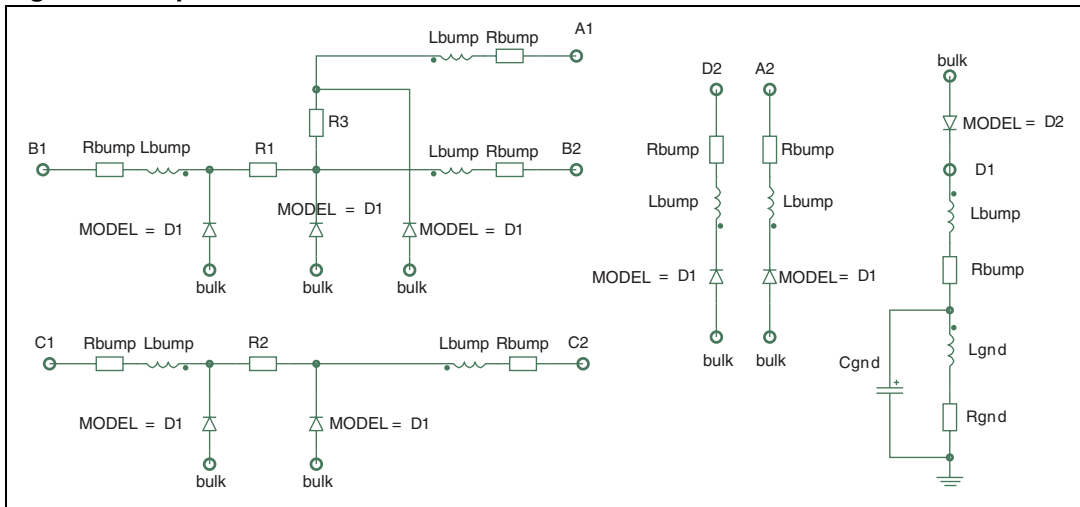 A1
Lbump Rbump
R3
B1
Rbump Lbump
R1
Lbump Rbump
B2
MODEL = D1
MODEL = D1
MODEL = D1
bulk
bulk
bulk
C1
Rbump Lbump
R2
Lbump Rbump
C2
MODEL = D1
MODEL = D1
bulk
bulk
D2
A2
Rbump
Rbump
Lbump
Lbump
MODEL = D1
MODEL = D1
bulk
bulk
bulk
MODEL = D2
D1
Lbump
Rbump
Cgnd
+
Lgnd
Rgnd